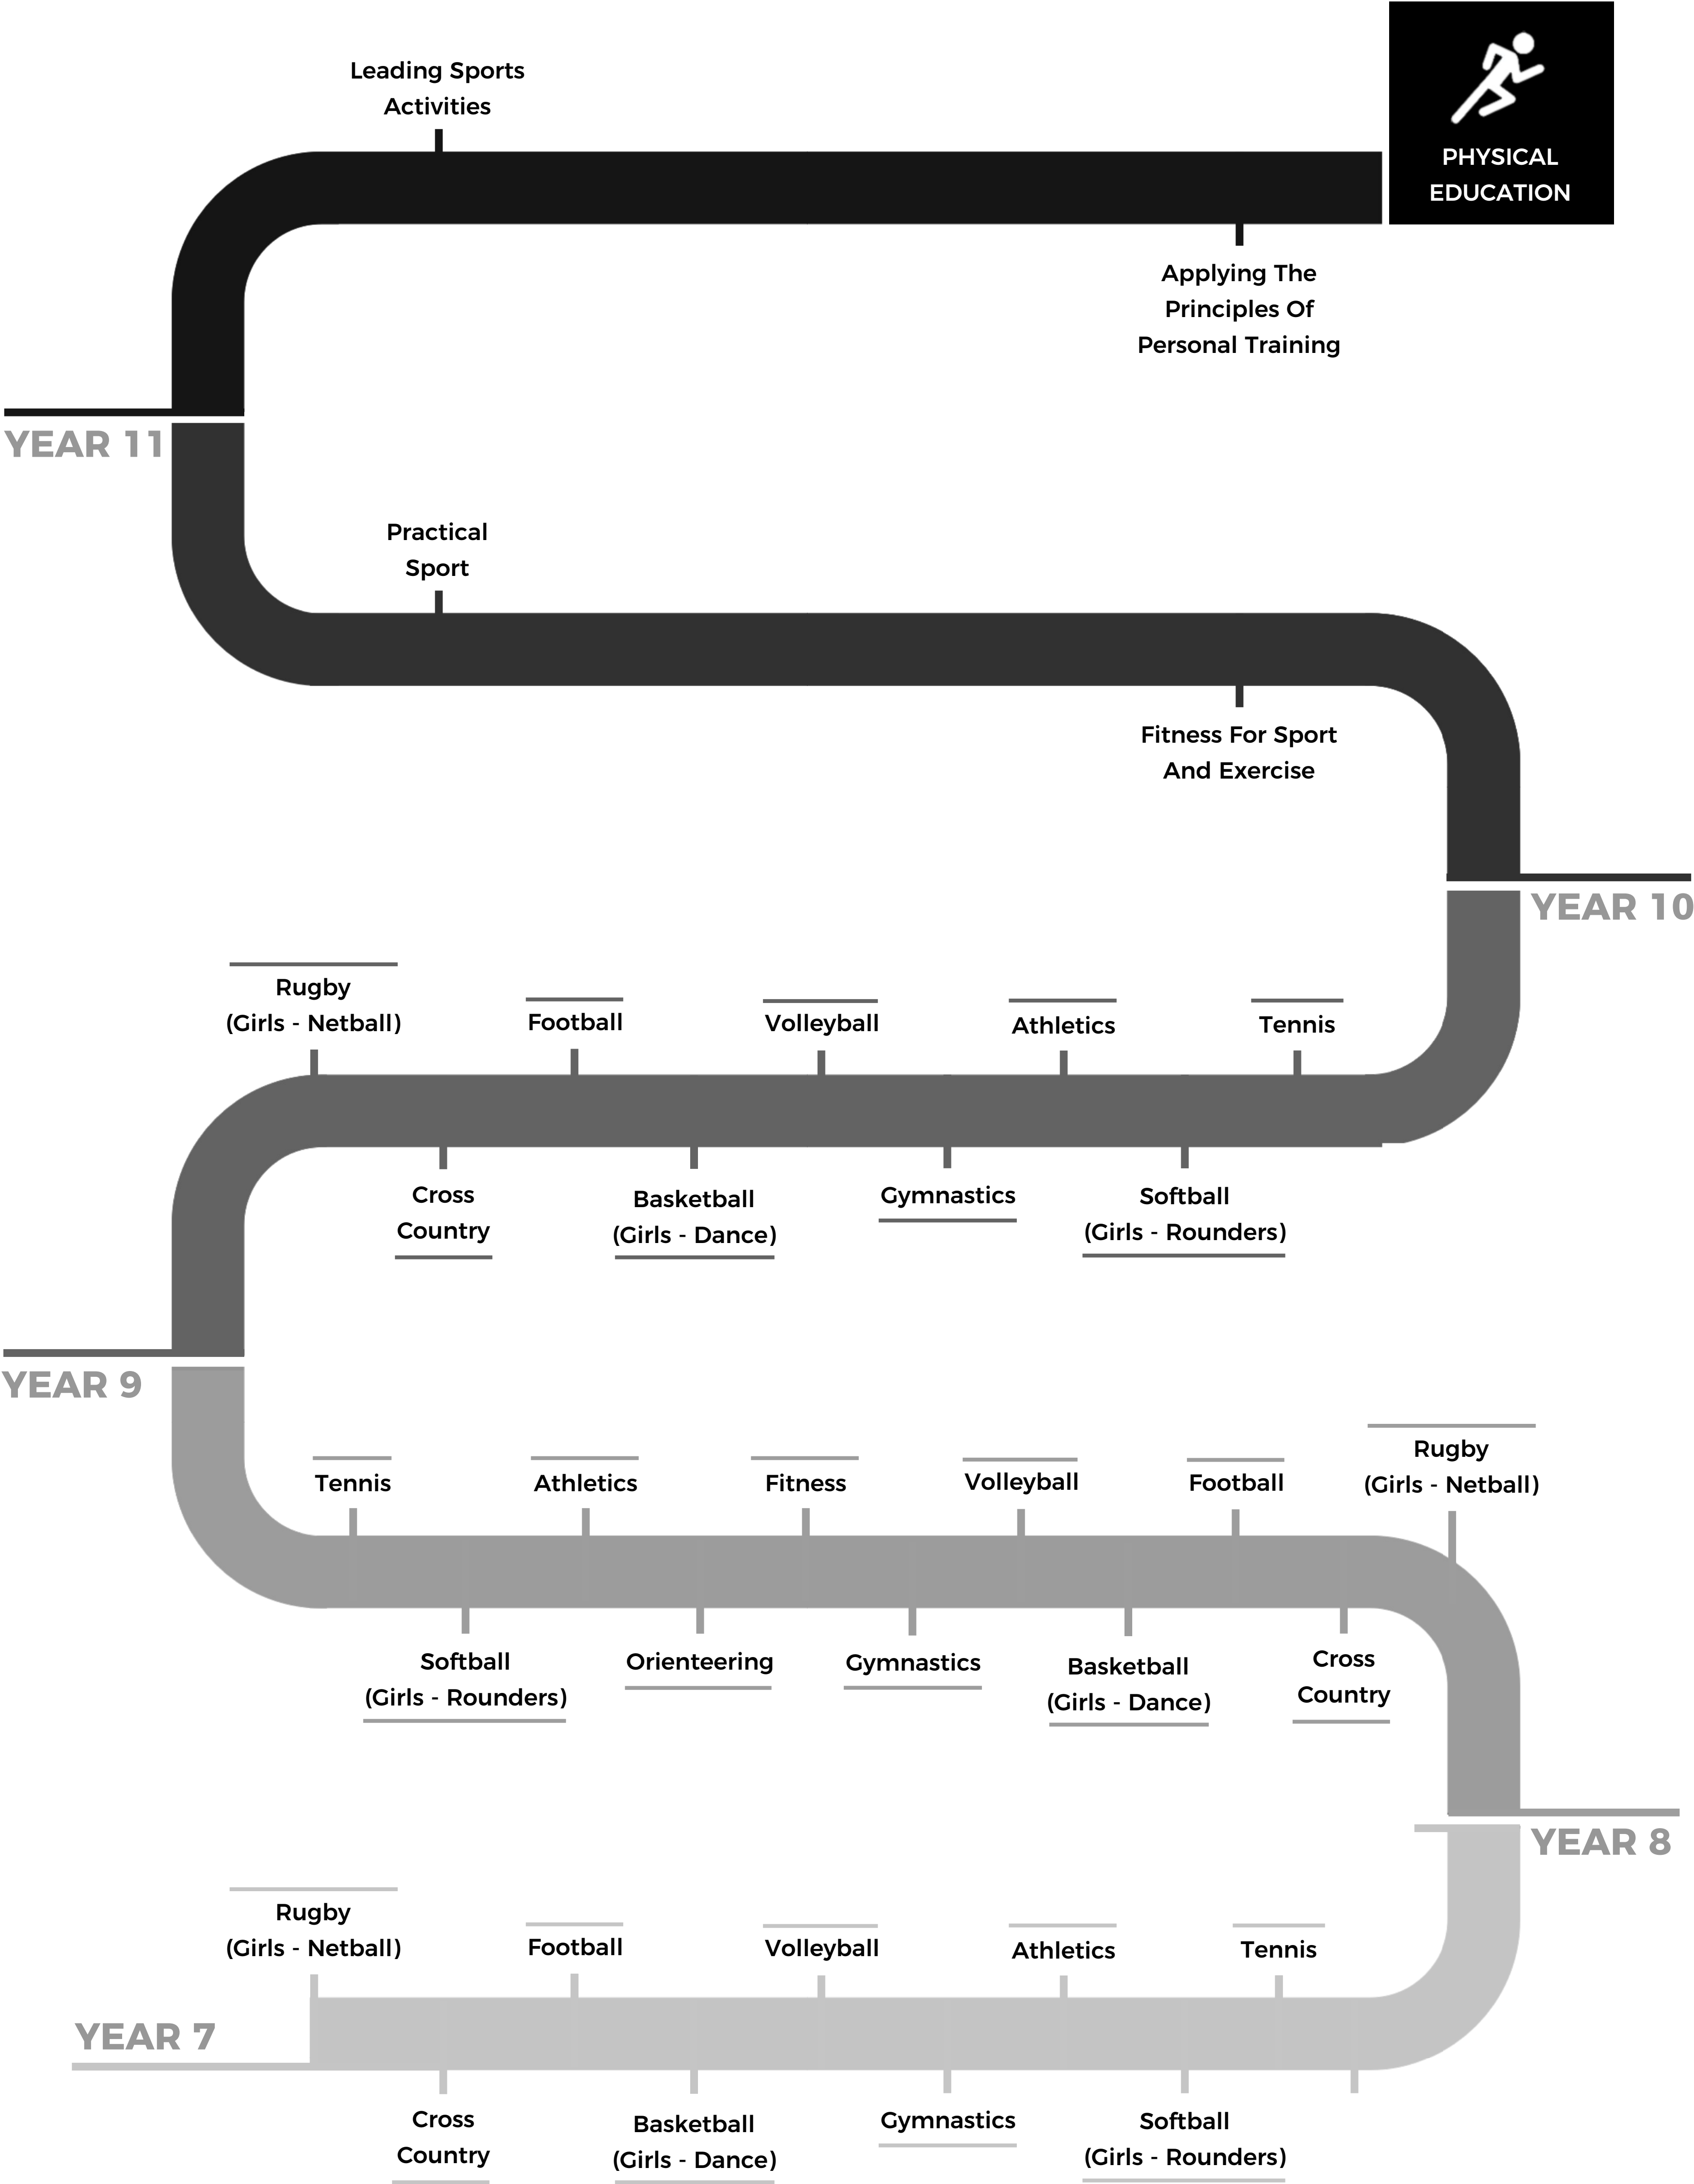 Leading Sports
Activities
PHYSICAL
EDUCATION
Applying The
Principles Of
Personal Training
YEAR 11
Practical
Sport
Fitness For Sport
And Exercise
YEAR 10
Rugby
(Girls - Netball)
Football
Volleyball
Athletics
Tennis
Cross
Country
Basketball
(Girls - Dance)
Gymnastics
Softball
(Girls - Rounders)
YEAR 9
Tennis
Athletics
Fitness
Volleyball
Football
Rugby
(Girls - Netball)
Softball
(Girls - Rounders)
Orienteering
Gymnastics
Basketball
(Girls - Dance)
Cross
Country
YEAR 8
Rugby
(Girls - Netball)
Football
Volleyball
Athletics
Tennis
YEAR 7
Cross
Country
Basketball
(Girls - Dance)
Gymnastics
Softball
(Girls - Rounders)